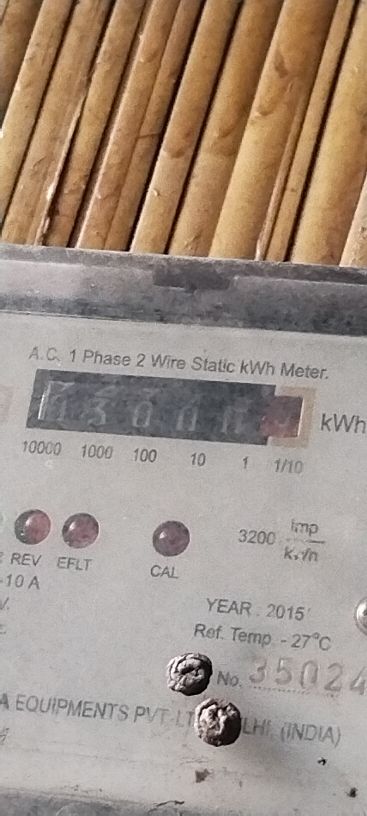 A.C. 1 Phase 2 Wire Static kWh Meter.
kWh
10000 1000 100 10 1 1/10
3200 Imp
REV EFLT CAL
-10 A
YEAR : 2015
Ref. Temp - 27°C
No. 35024
A EQUIPMENTS PVT. (INDIA)